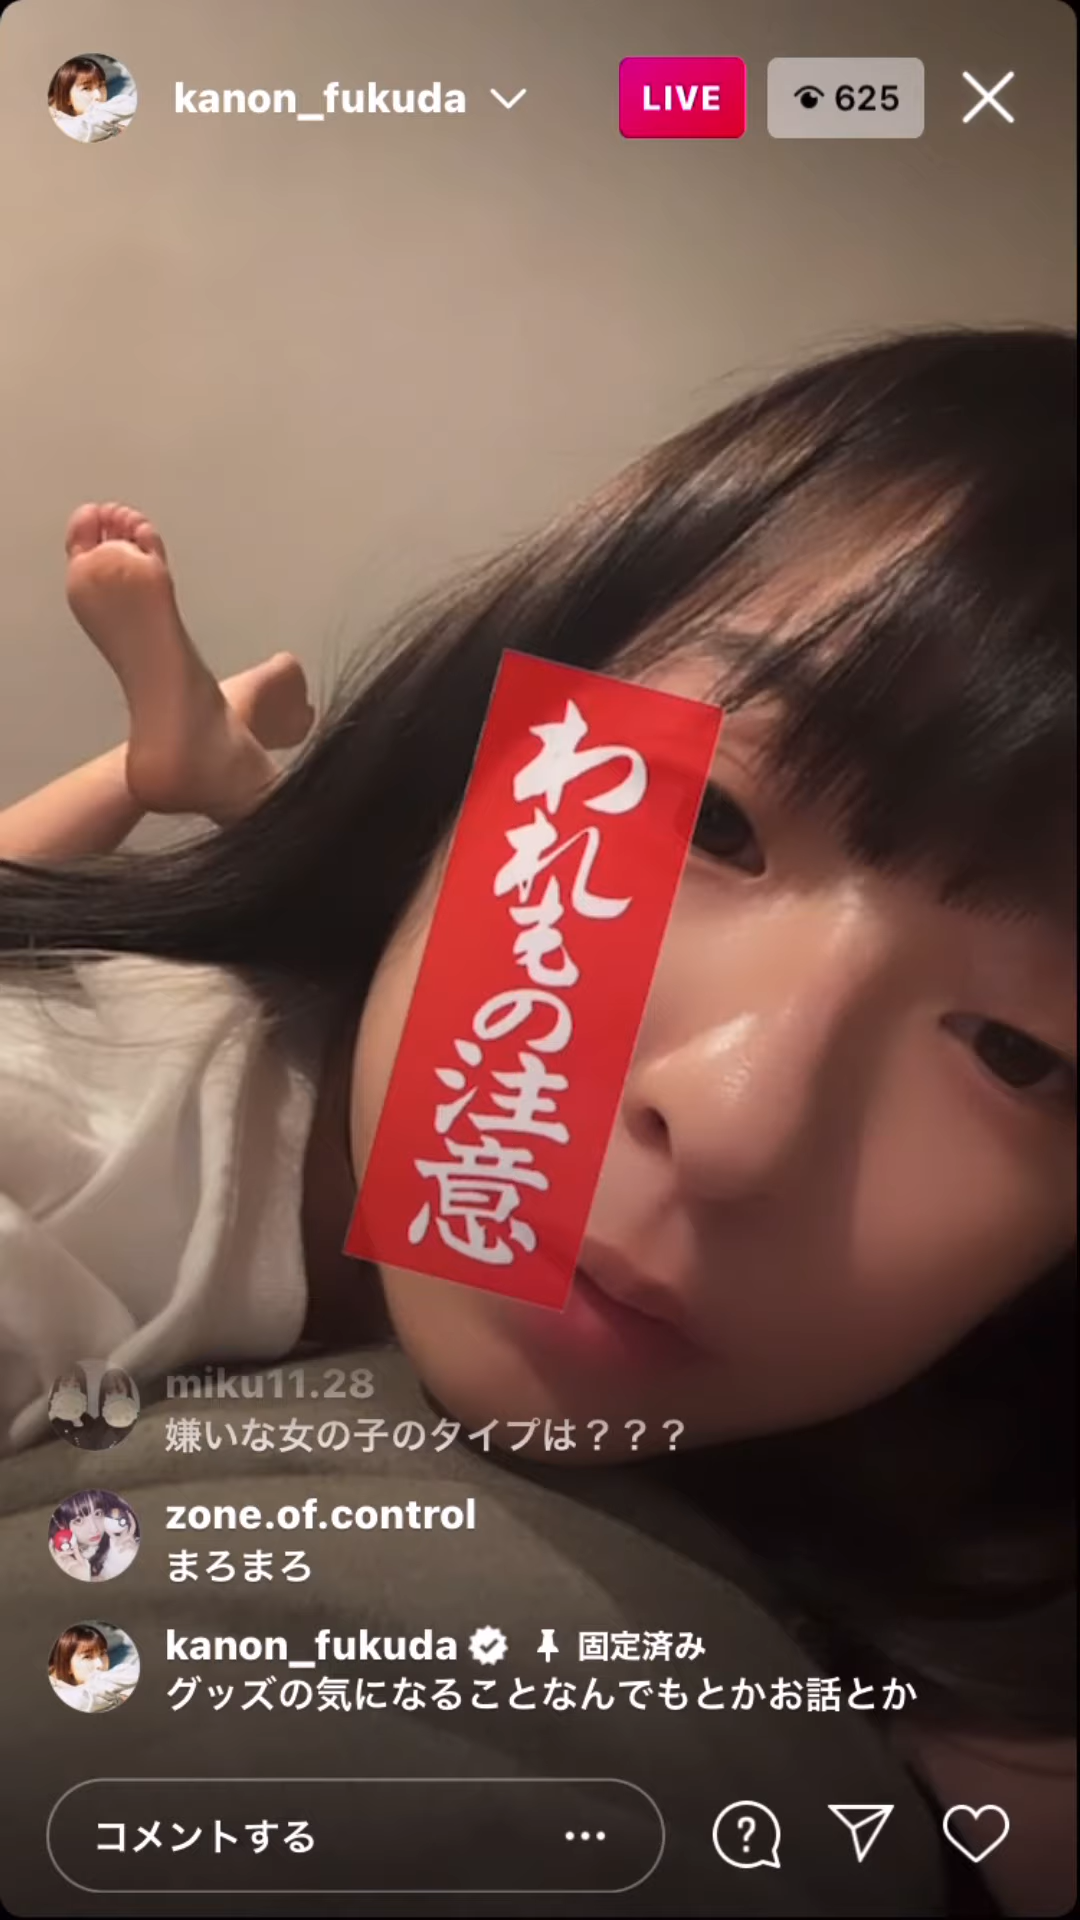 kanon_fukuda
LIVE
625
われもの注意
miku11.28
嫌いな女の子のタイプは？？？
zone.of.control
まろまろ
kanon_fukuda 固定済み
グッズの気になることなんでもとかお話とか
コメントする